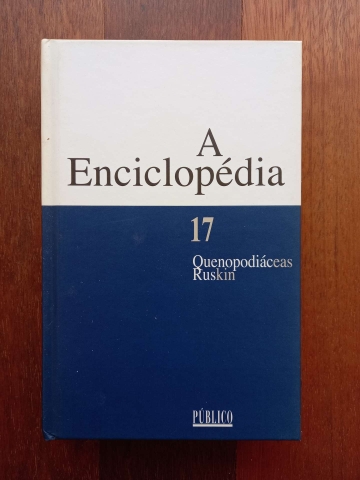 A
Enciclopédia
17
Quenopodiáceas
Ruskin
PÚBLICO